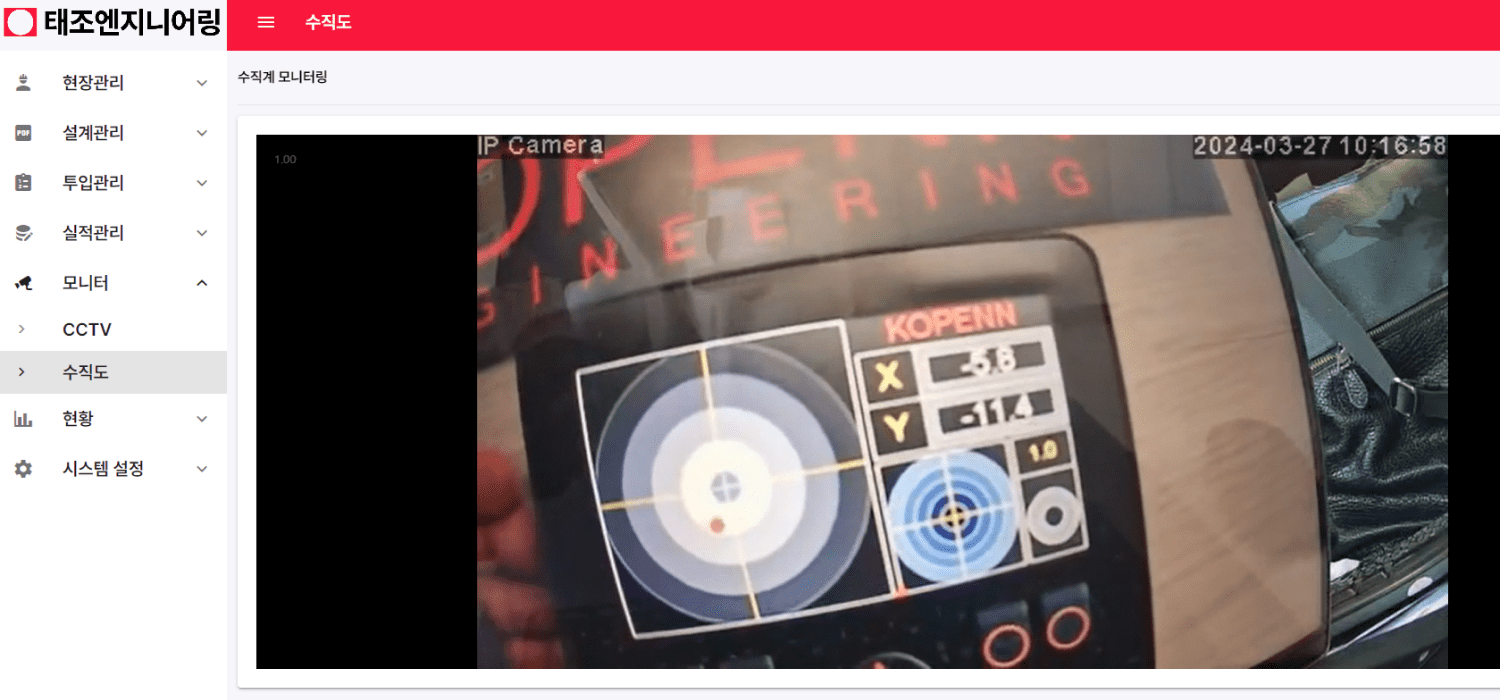 태조엔지니어링
수직도
현장관리
설계관리
투입관리
실적관리
모니터
CCTV
수직도
현황
시스템 설정
수직계 모니터링
1.00
IP Camera
2024-03-27 10:16:58
GINEERING
KOPENN
X -5.8
Y -11.4
1.0
PDF